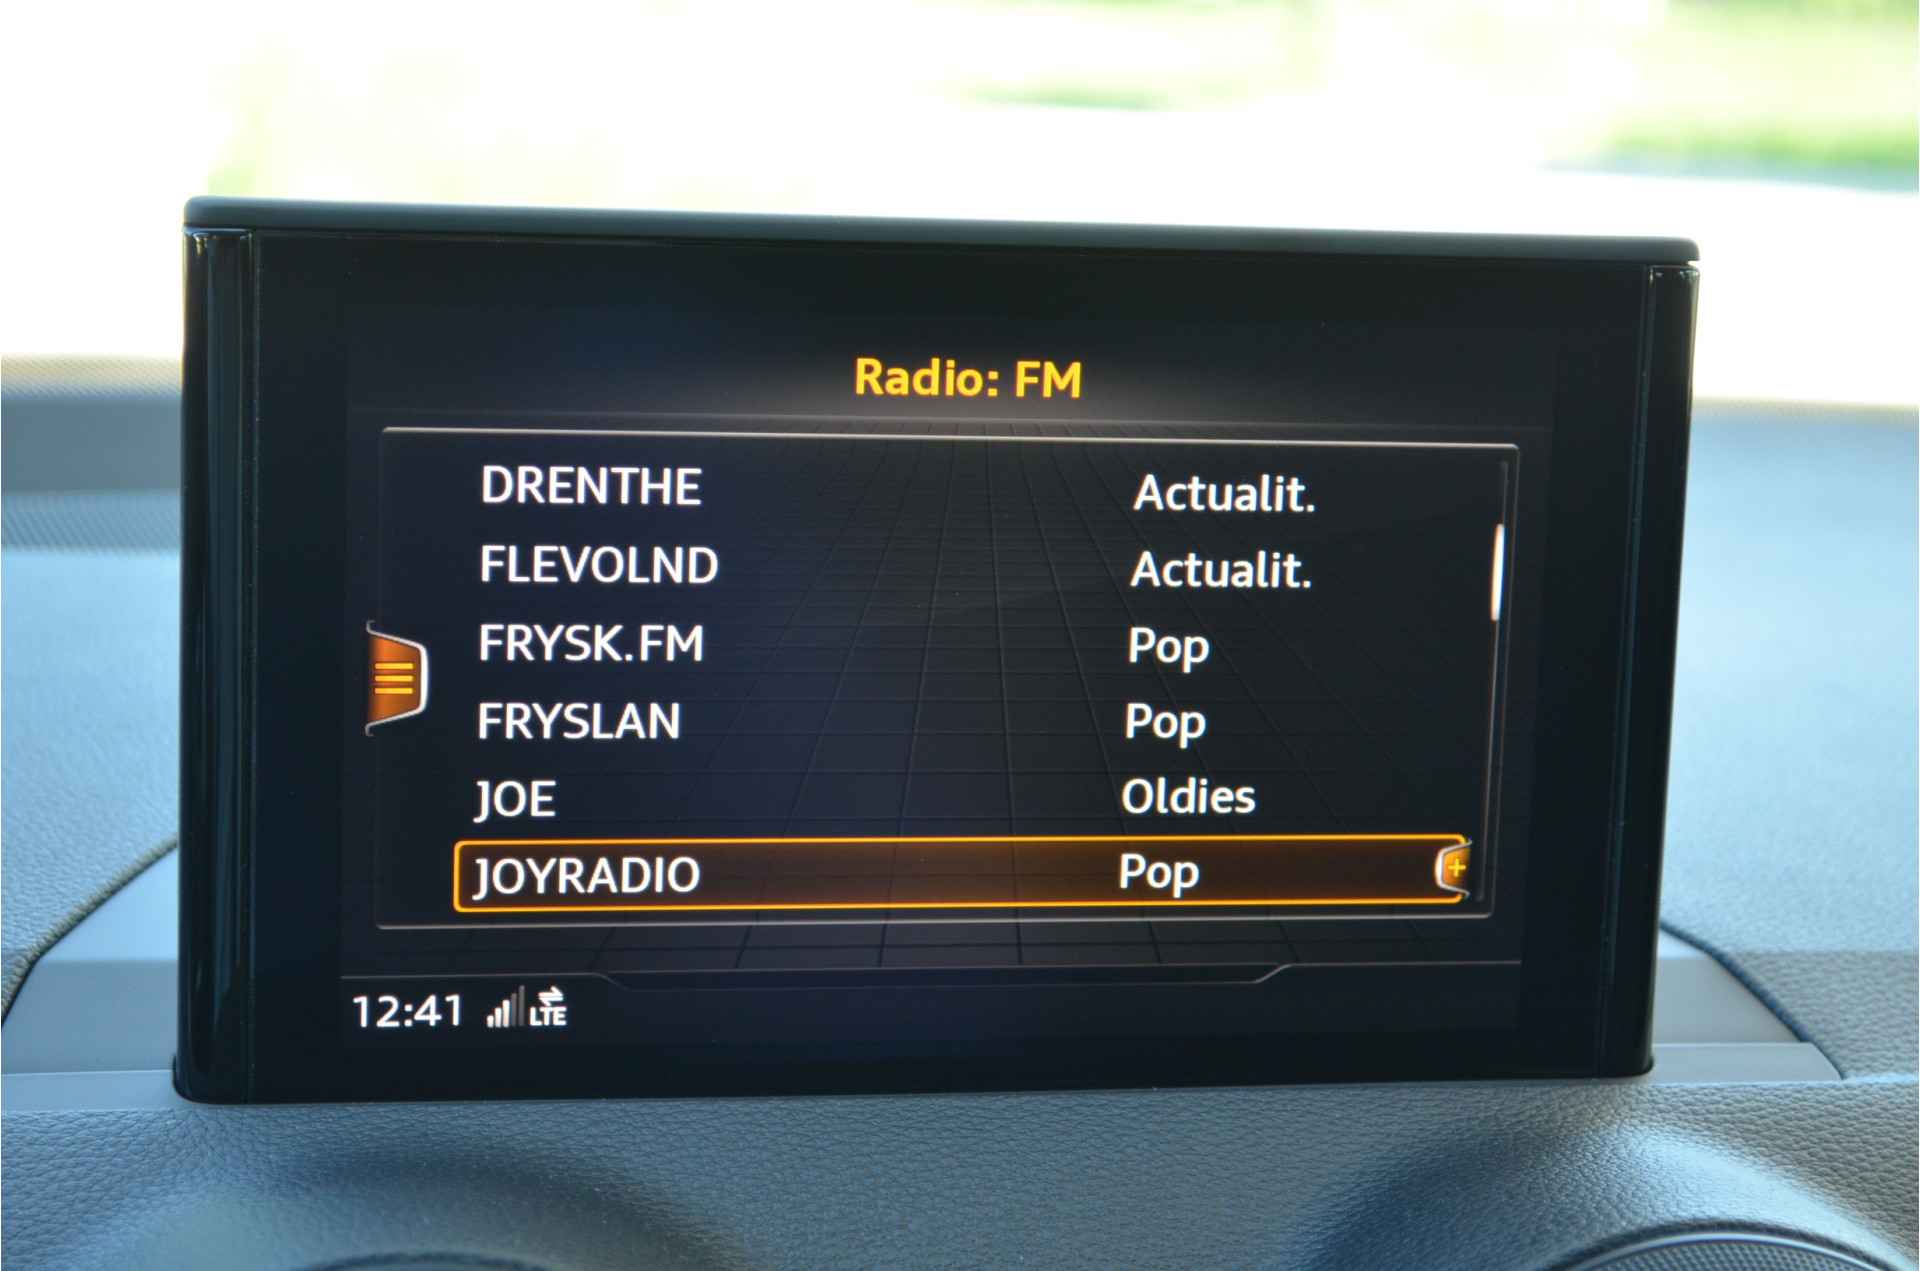 Radio: FM
DRENTHE Actualit.
FLEVOLND Actualit.
FRYSK.FM Pop
FRYSLAN Pop
JOE Oldies
JOYRADIO Pop +
12:41 LTE